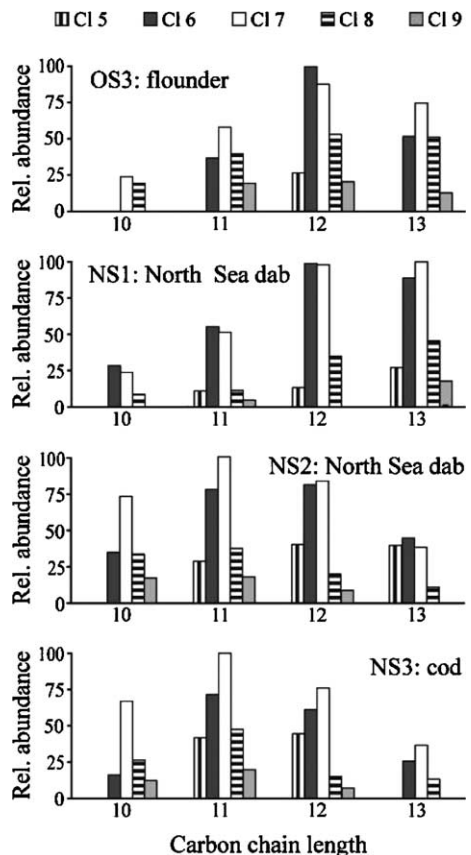 Cl 5 Cl 6 Cl 7 Cl 8 Cl 9
Rel. abundance
100
75
50
25
0
OS3: flounder
10 11 12 13
Rel. abundance
100
75
50
25
0
NS1: North Sea dab
10 11 12 13
Rel. abundance
100
75
50
25
0
NS2: North Sea dab
10 11 12 13
Rel. abundance
100
75
50
25
0
NS3: cod
10 11 12 13
Carbon chain length